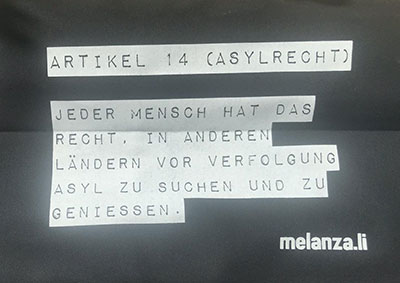 ARTIKEL 14 (ASYLRECHT)
JEDER MENSCH HAT DAS
RECHT, IN ANDEREN
LÄNDERN VOR VERFOLGUNG
ASYL ZU SUCHEN UND ZU
GENIESSEN.
melanza.li